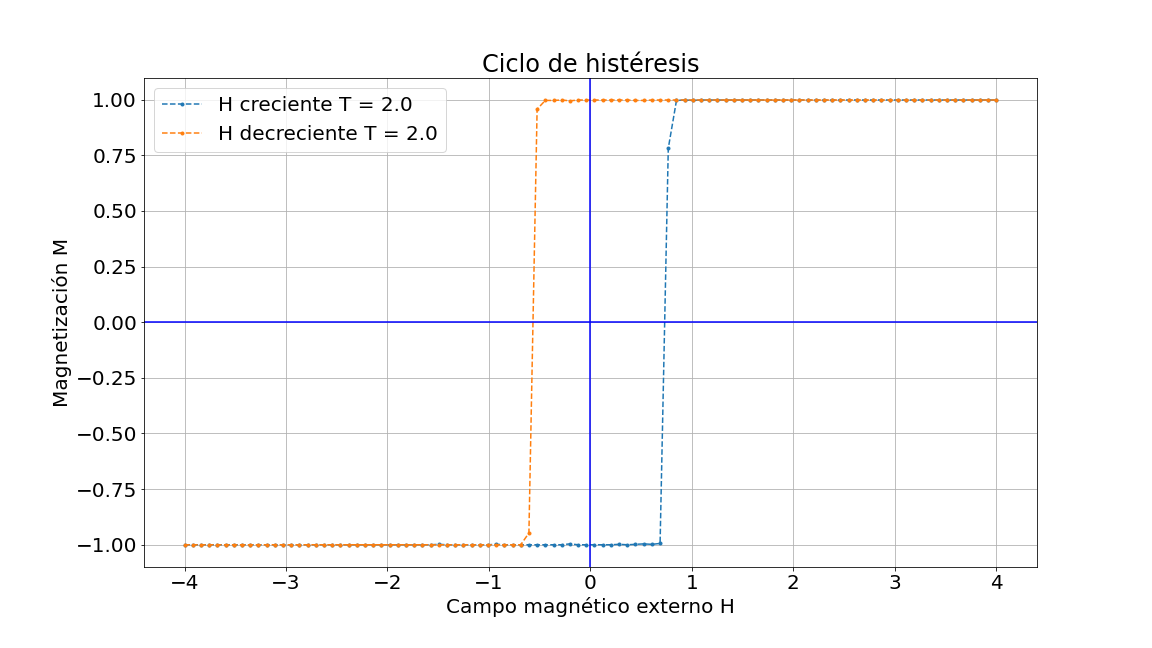 Ciclo de histéresis
H creciente T = 2.0
H decreciente T = 2.0
1.00
0.75
0.50
0.25
0.00
−0.25
−0.50
−0.75
−1.00
Magnetización M
−4 −3 −2 −1 0 1 2 3 4
Campo magnético externo H